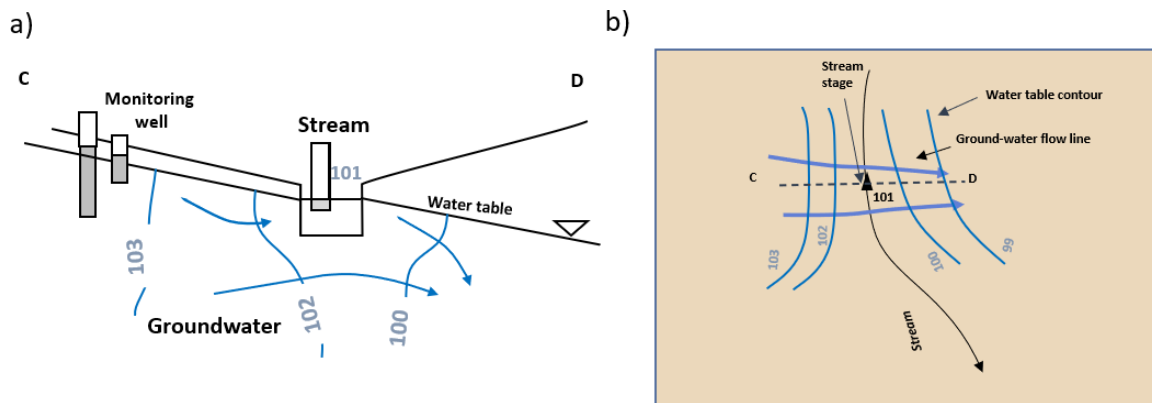 a)
C
D
Monitoring
well
Stream
101
Water table
103
102
100
Groundwater
b)
Stream
stage
Water table contour
Ground-water flow line
C
D
101
103
102
100
99
Stream